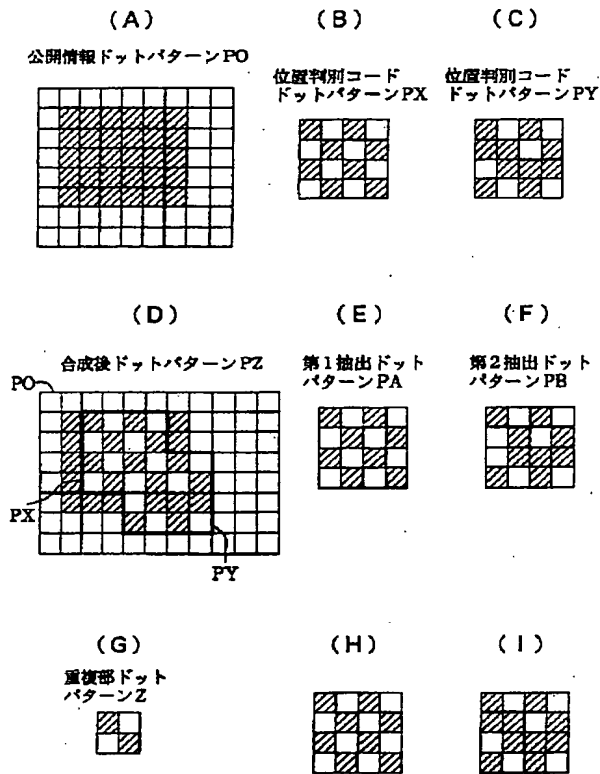 (A)
公開情報ドットパターンPO
(B)
位置判別コード
ドットパターンPX
(C)
位置判別コード
ドットパターンPY
(D)
合成後ドットパターンPZ
PO
PX
PY
(E)
第1抽出ドット
パターンPA
(F)
第2抽出ドット
パターンPB
(G)
重複部ドット
パターンZ
(H)
(I)